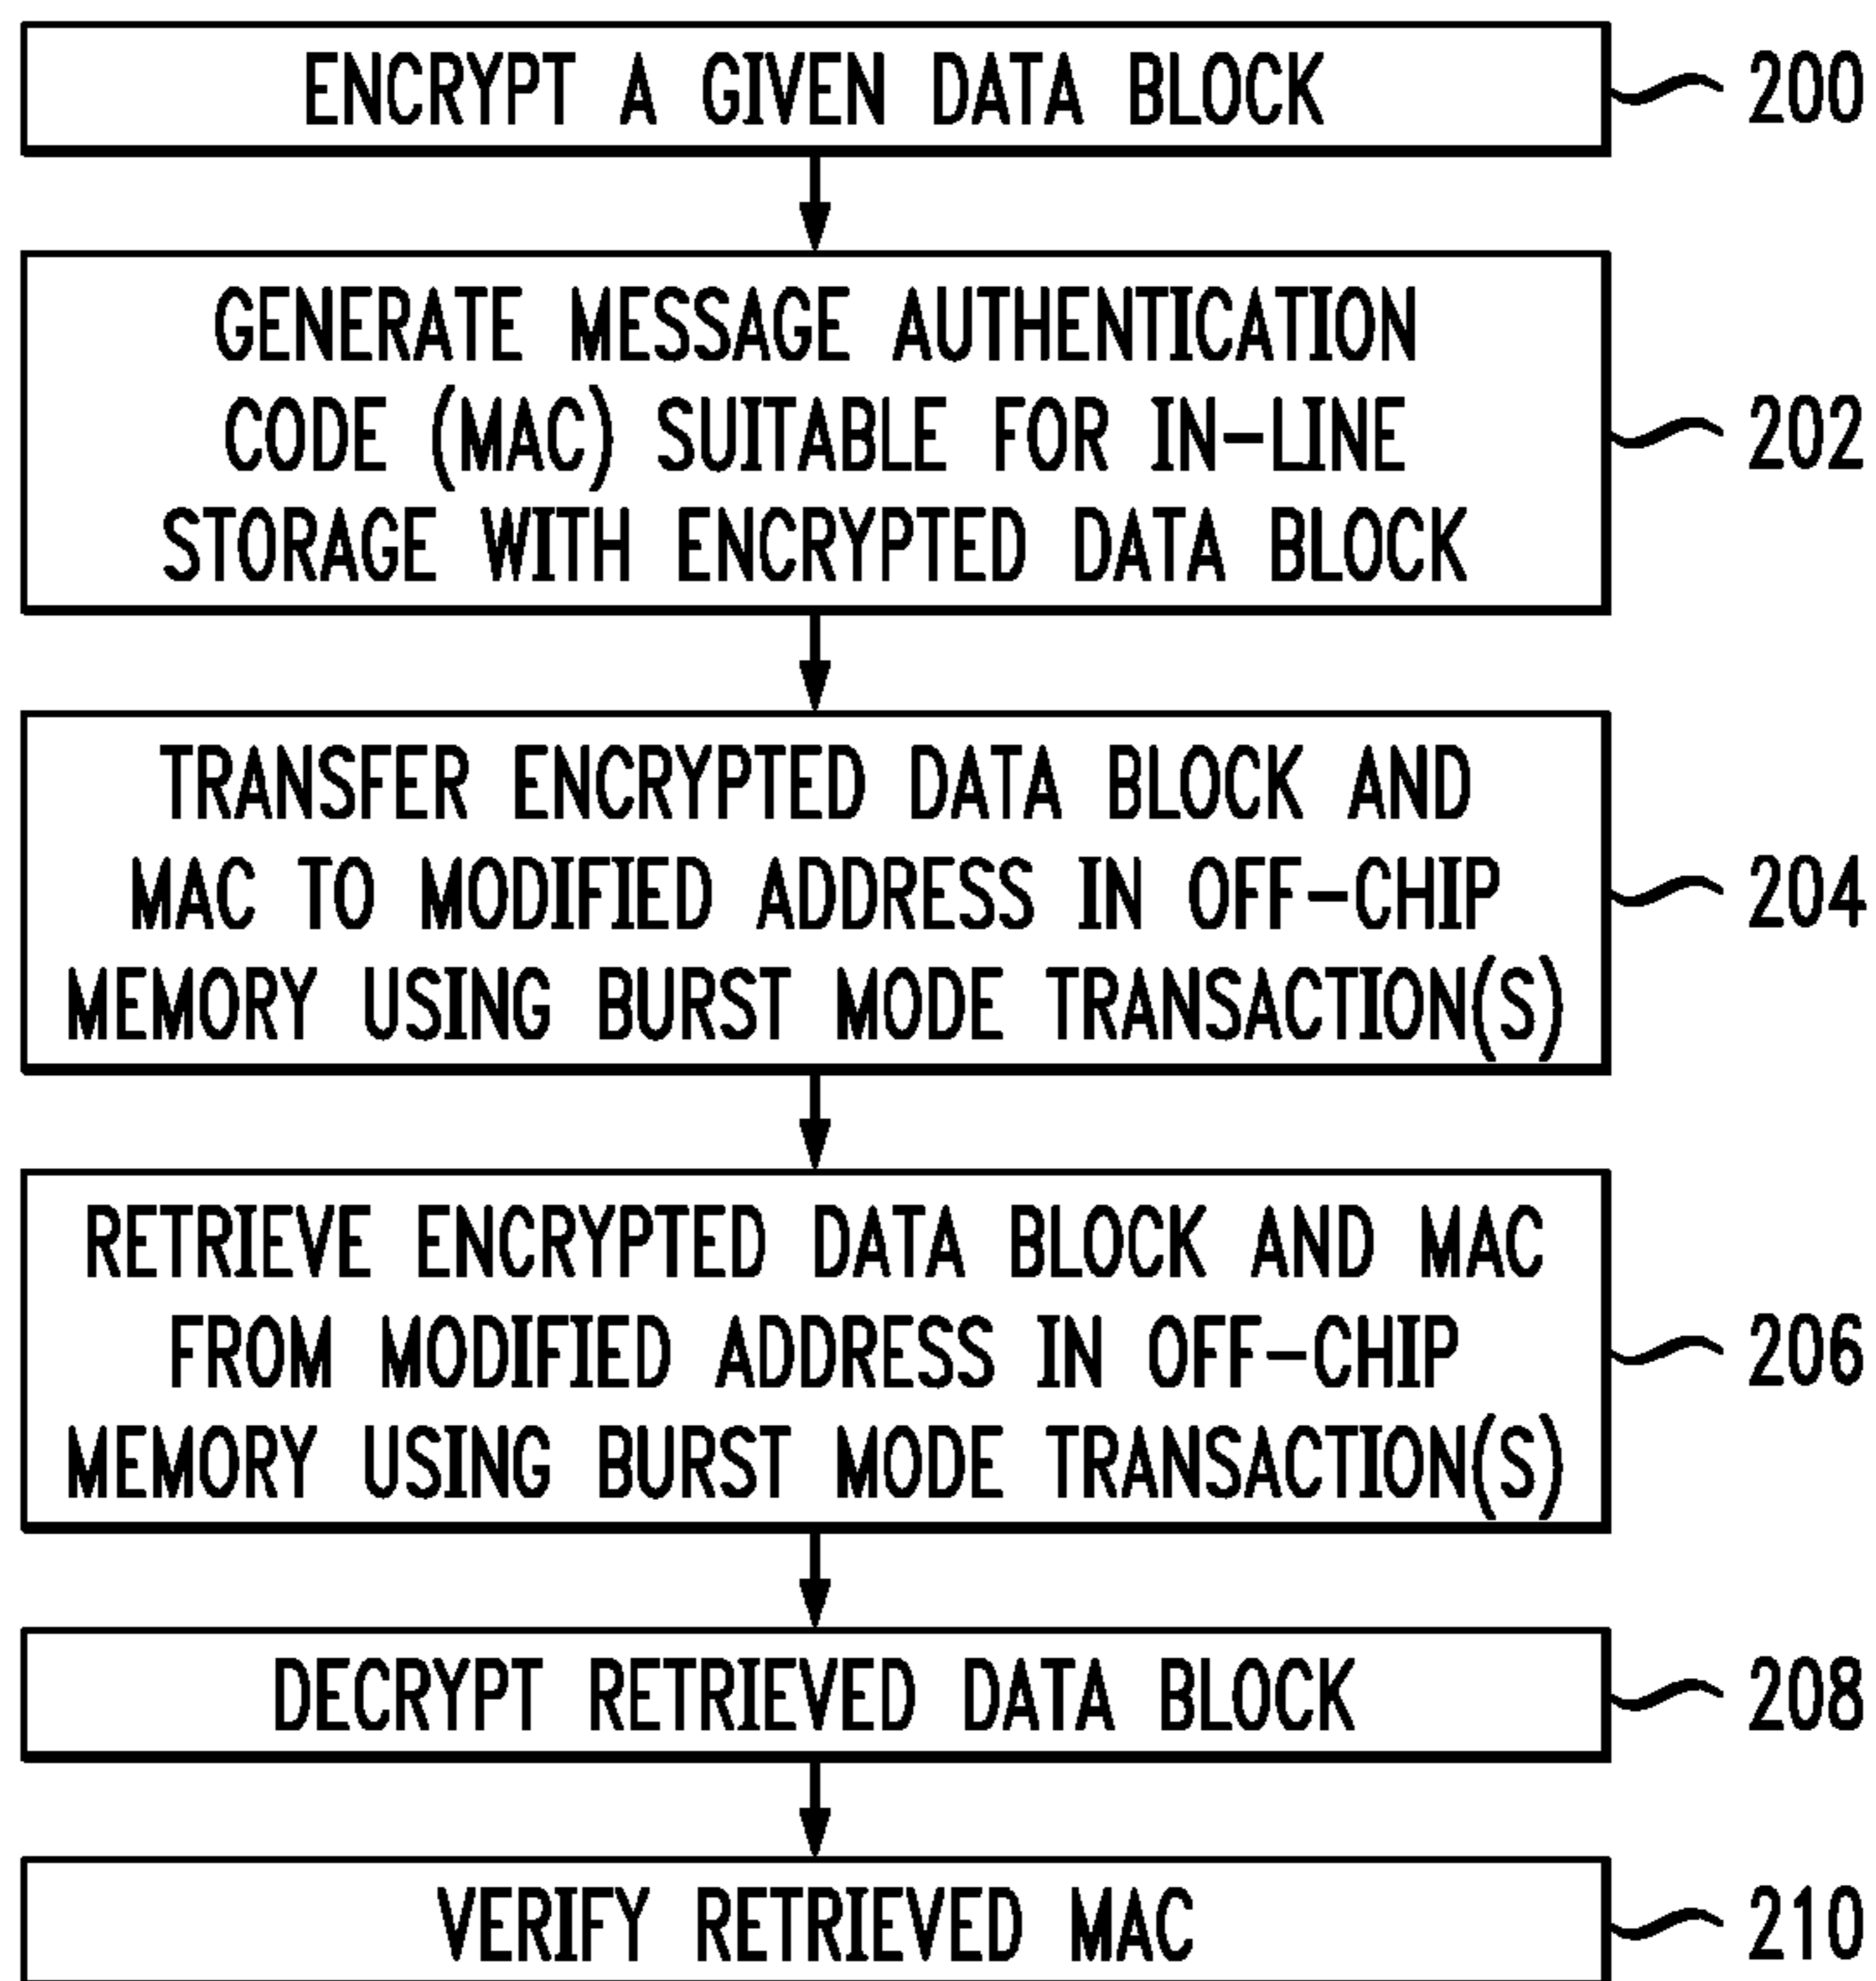 ENCRYPT A GIVEN DATA BLOCK
200
GENERATE MESSAGE AUTHENTICATION
CODE (MAC) SUITABLE FOR IN-LINE
STORAGE WITH ENCRYPTED DATA BLOCK
202
TRANSFER ENCRYPTED DATA BLOCK AND
MAC TO MODIFIED ADDRESS IN OFF-CHIP
MEMORY USING BURST MODE TRANSACTION(S)
204
RETRIEVE ENCRYPTED DATA BLOCK AND MAC
FROM MODIFIED ADDRESS IN OFF-CHIP
MEMORY USING BURST MODE TRANSACTION(S)
206
DECRYPT RETRIEVED DATA BLOCK
208
VERIFY RETRIEVED MAC
210